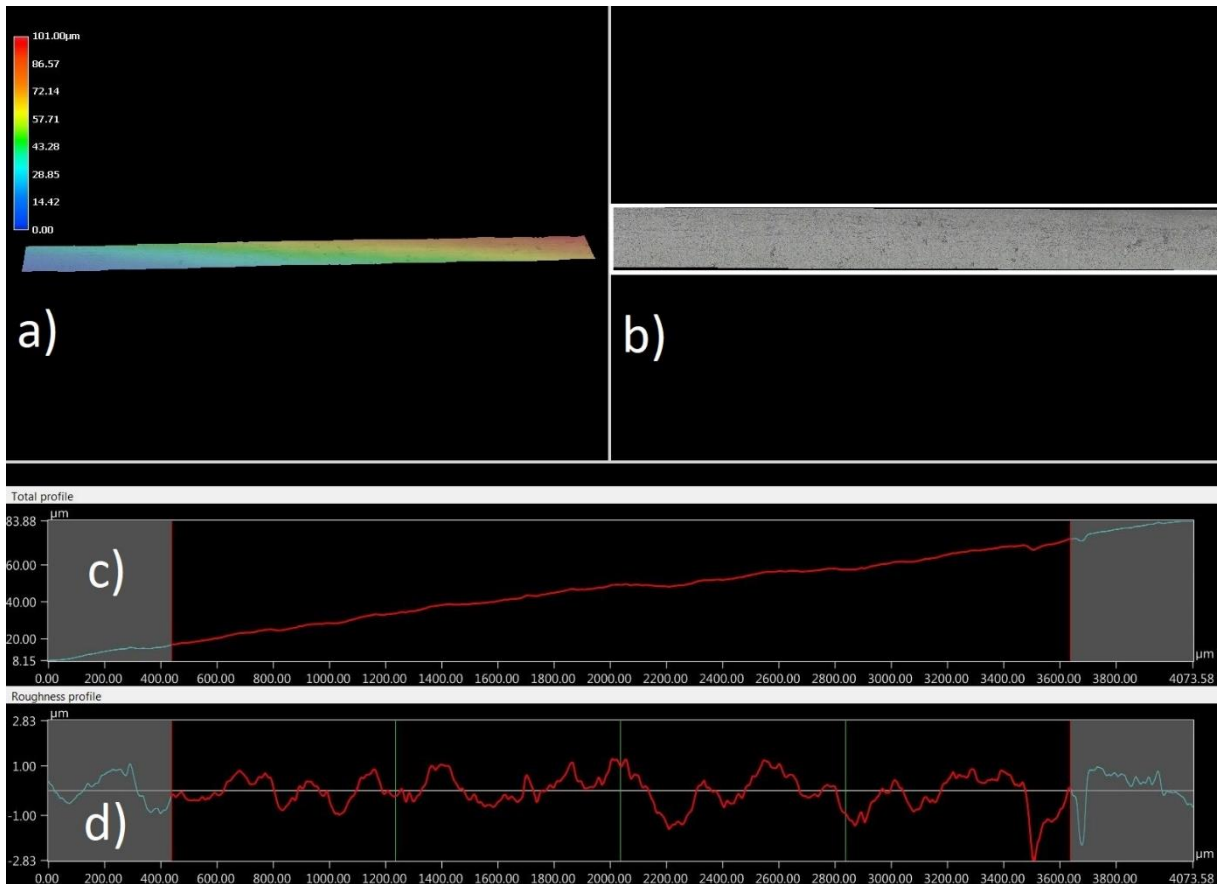 101.00µm
86.57
72.14
57.71
43.28
28.85
14.42
0.00
a)
b)
Total profile
µm
83.88
60.00
40.00
20.00
8.15
c)
µm
0.00 200.00 400.00 600.00 800.00 1000.00 1200.00 1400.00 1600.00 1800.00 2000.00 2200.00 2400.00 2600.00 2800.00 3000.00 3200.00 3400.00 3600.00 3800.00 4073.58
Roughness profile
µm
2.83
1.00
-1.00
-2.83
d)
µm
0.00 200.00 400.00 600.00 800.00 1000.00 1200.00 1400.00 1600.00 1800.00 2000.00 2200.00 2400.00 2600.00 2800.00 3000.00 3200.00 3400.00 3600.00 3800.00 4073.58